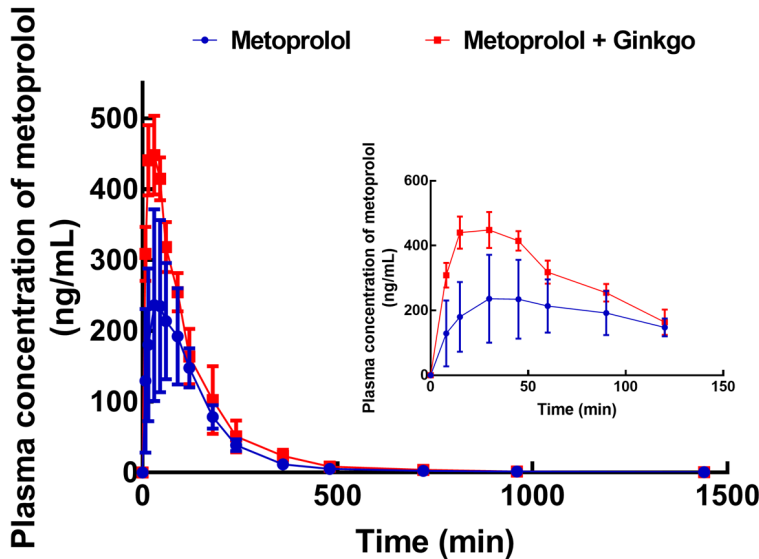 Metoprolol
Metoprolol + Ginkgo
Plasma concentration of metoprolol
(ng/mL)
500
400
300
200
100
0
0
500
1000
1500
Time (min)
Plasma concentration of metoprolol
(ng/mL)
600
400
200
0
0
50
100
150
Time (min)